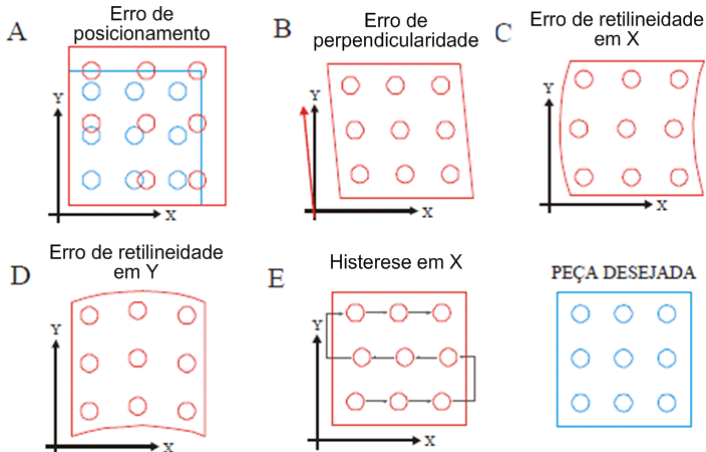 A
Erro de
posicionamento
Y
X
B
Erro de
perpendicularidade
Y
X
C
Erro de retilineidade
em X
Y
X
D
Erro de retilineidade
em Y
Y
X
E
Histerese em X
Y
X
PEÇA DESEJADA